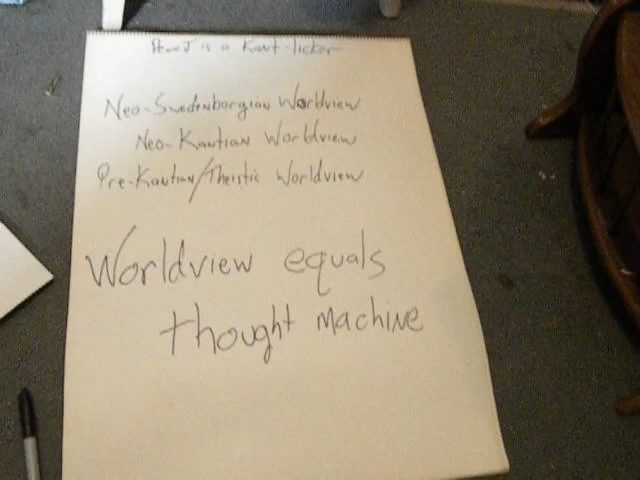 is a Kant-licker
Neo-Swedenborgian Worldview
Neo-Kantian Worldview
Pre-Kantian/Theistic Worldview
Worldview equals
thought machine